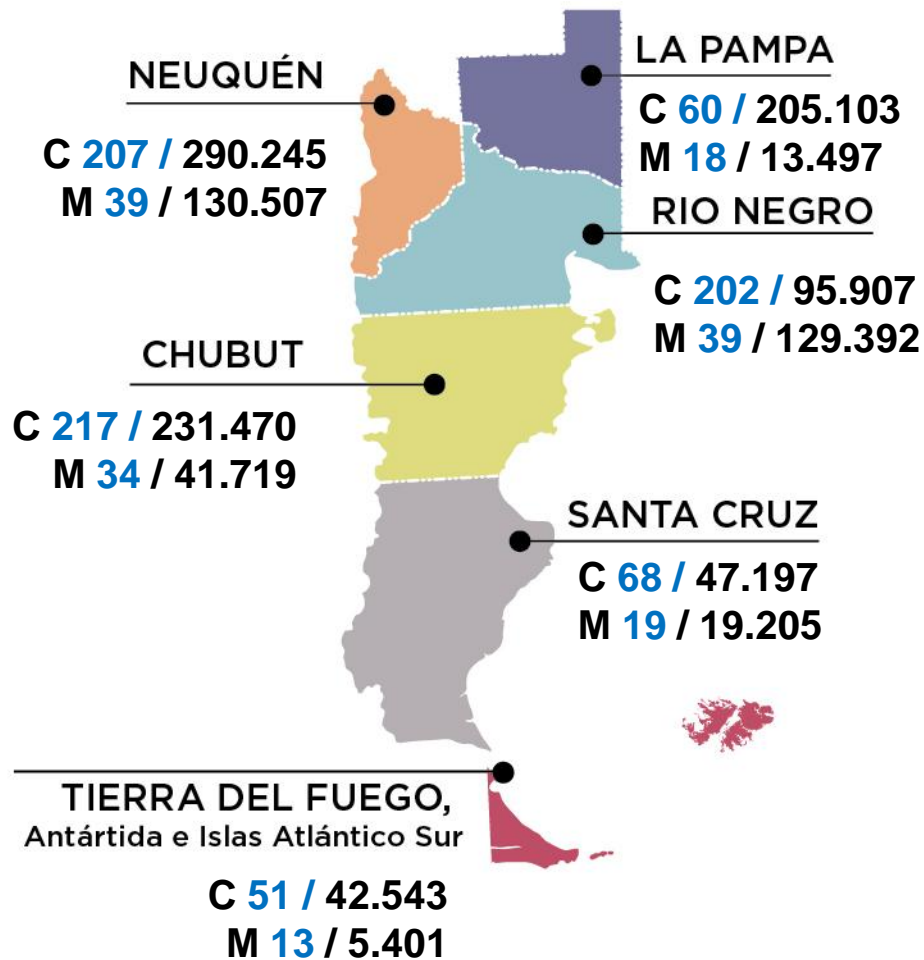 NEUQUÉN
C 207 / 290.245
M 39 / 130.507
LA PAMPA
C 60 / 205.103
M 18 / 13.497
RIO NEGRO
C 202 / 95.907
M 39 / 129.392
CHUBUT
C 217 / 231.470
M 34 / 41.719
SANTA CRUZ
C 68 / 47.197
M 19 / 19.205
TIERRA DEL FUEGO,
Antártida e Islas Atlántico Sur
C 51 / 42.543
M 13 / 5.401